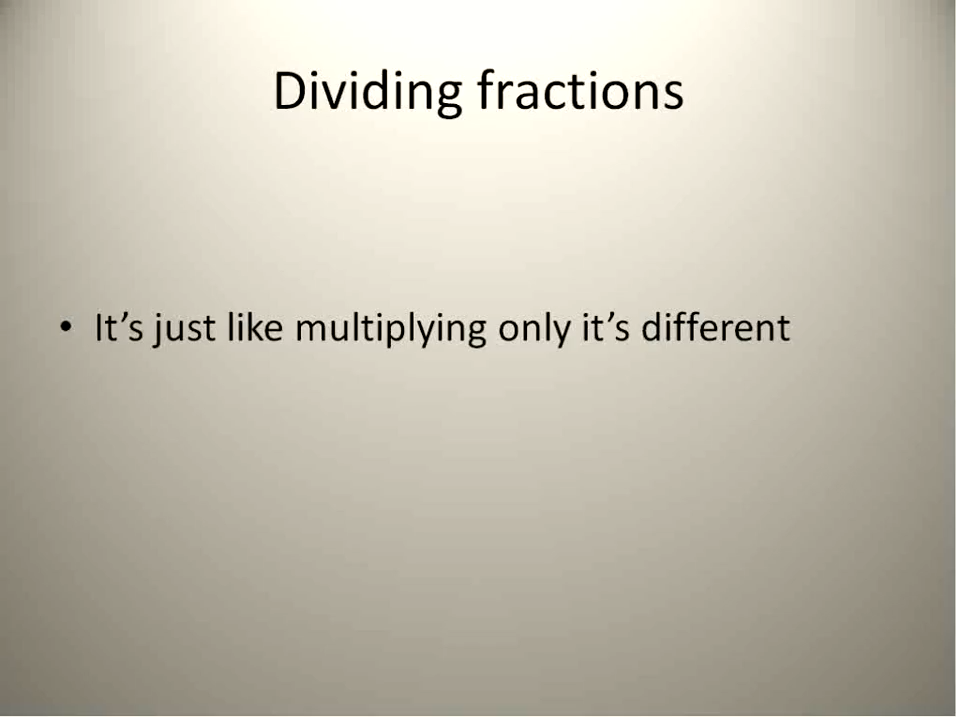 Dividing fractions
• It’s just like multiplying only it’s different